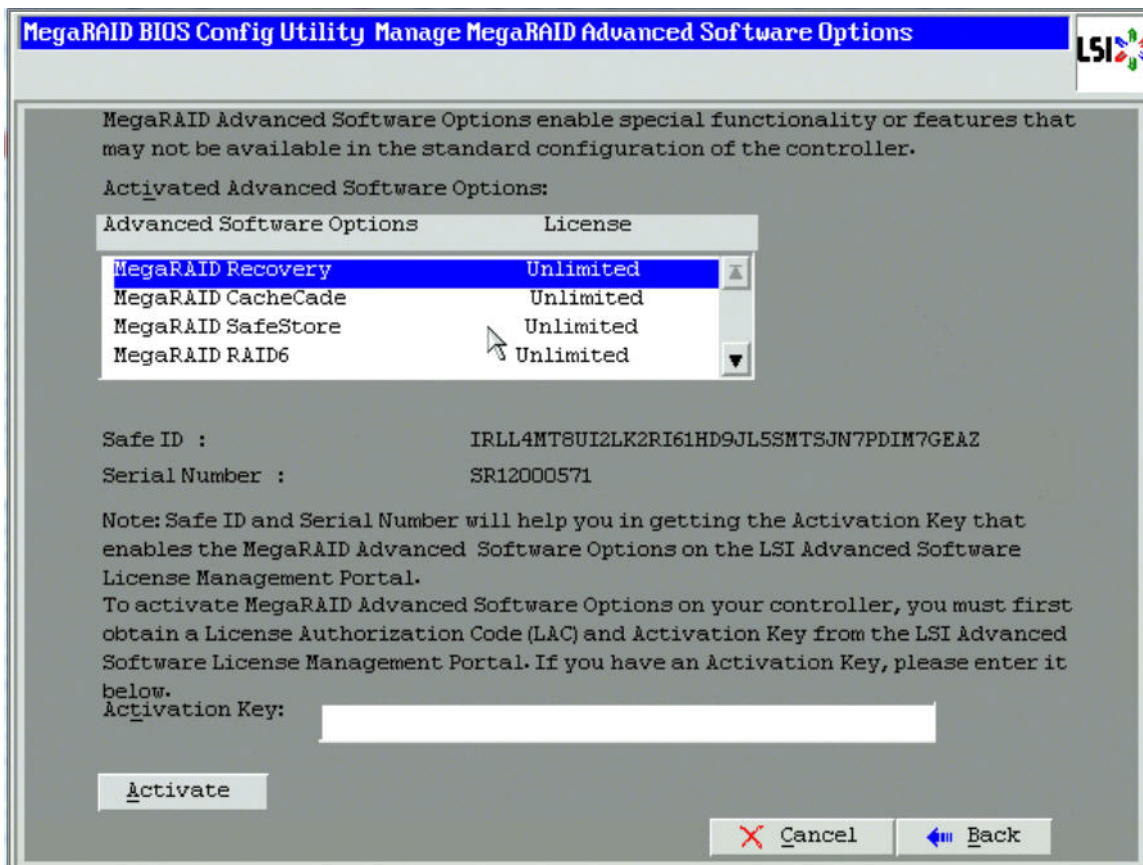 MegaRAID BIOS Config Utility Manage MegaRAID Advanced Software Options
LSI
MegaRAID Advanced Software Options enable special functionality or features that
may not be available in the standard configuration of the controller.
Activated Advanced Software Options:
Advanced Software Options License
MegaRAID Recovery Unlimited
MegaRAID CacheCade Unlimited
MegaRAID SafeStore Unlimited
MegaRAID RAID6 Unlimited
Safe ID : IRLL4MT8UI2LK2RI61HD9JL5SMTSJN7PDIM7GEAZ
Serial Number : SR12000571
Note: Safe ID and Serial Number will help you in getting the Activation Key that
enables the MegaRAID Advanced Software Options on the LSI Advanced Software
License Management Portal.
To activate MegaRAID Advanced Software Options on your controller, you must first
obtain a License Authorization Code (LAC) and Activation Key from the LSI Advanced
Software License Management Portal. If you have an Activation Key, please enter it
below.
Activation Key:
Activate
Cancel Back